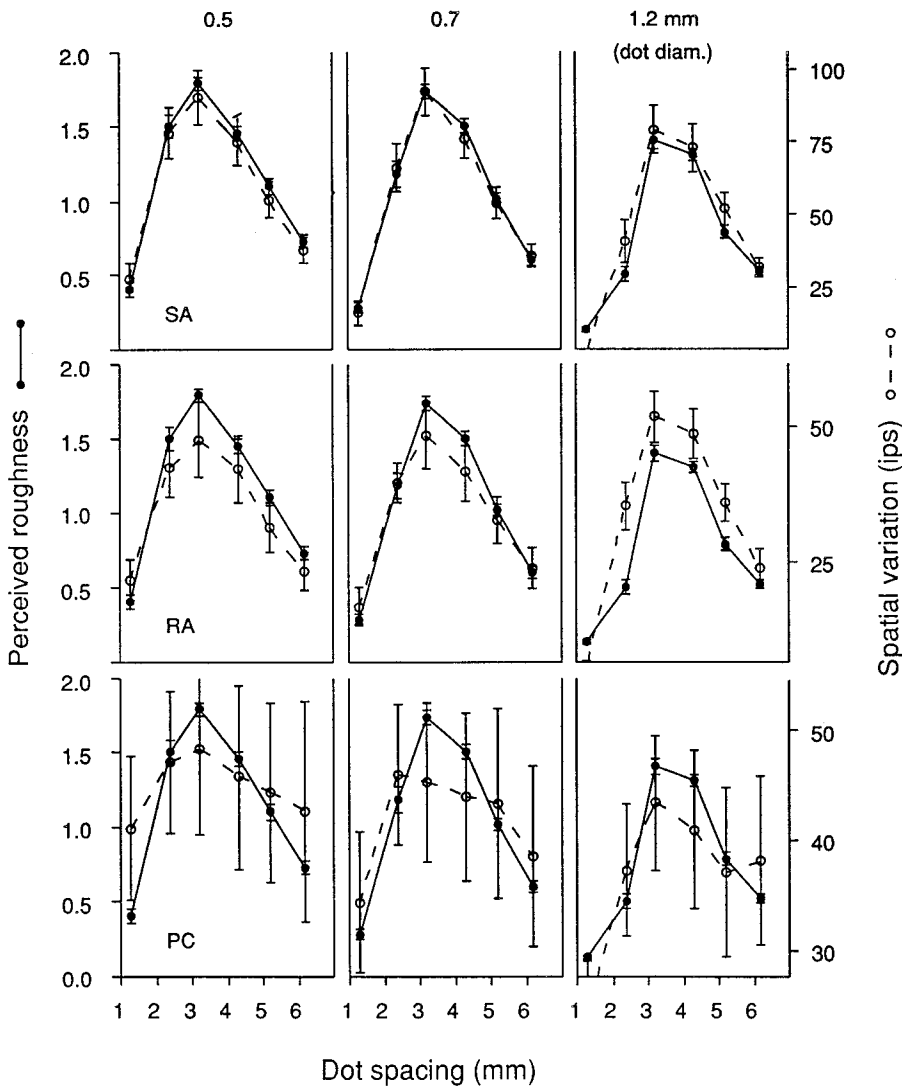 0.5 0.7 1.2 mm
(dot diam.)
2.0
1.5
1.0
0.5
SA
100
75
50
25
2.0
1.5
1.0
0.5
RA
50
25
2.0
1.5
1.0
0.5
0.0
PC
50
40
30
1 2 3 4 5 6 1 2 3 4 5 6 1 2 3 4 5 6
Dot spacing (mm)
Perceived roughness
Spatial variation (ips)